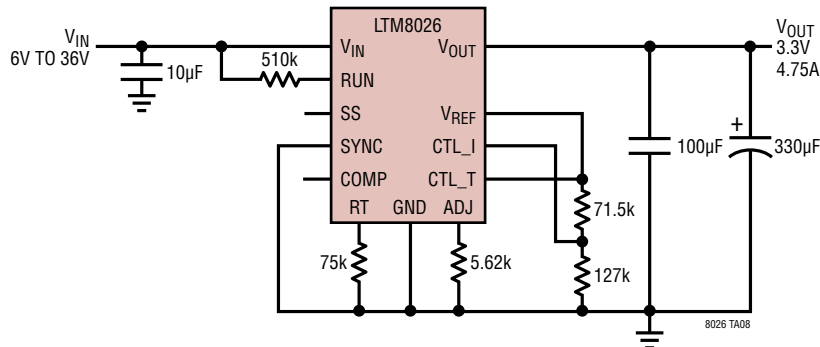 LTM8026
VIN
6V TO 36V
10µF
510k
VIN
RUN
SS
SYNC
COMP
RT
GND
ADJ
VOUT
VREF
CTL_I
CTL_T
75k
5.62k
71.5k
127k
100µF
+
330µF
VOUT
3.3V
4.75A
8026 TA08